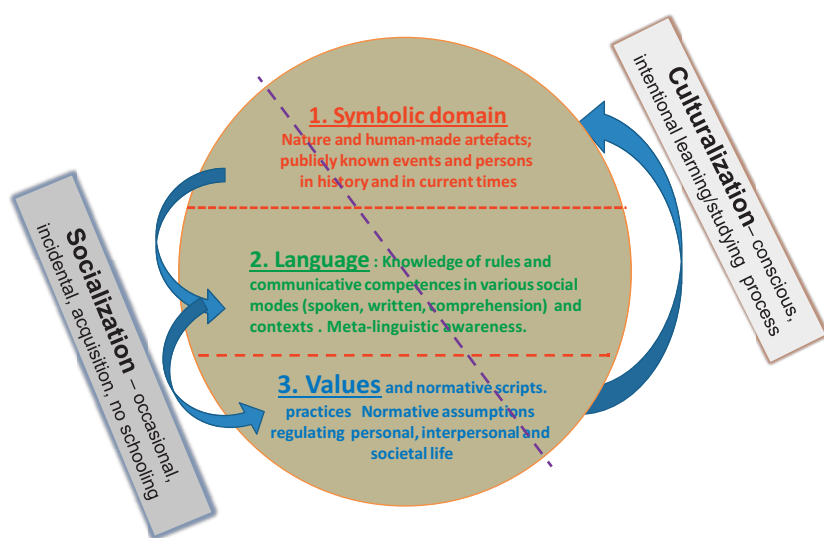 1. Symbolic domain
Nature and human-made artefacts;
publicly known events and persons
in history and in current times
2. Language : Knowledge of rules and
communicative competences in various social
modes (spoken, written, comprehension) and
contexts . Meta-linguistic awareness.
3. Values and normative scripts.
practices Normative assumptions
regulating personal, interpersonal and
societal life
Socialization – occasional,
incidental, acquisition, no schooling
Culturalization– conscious,
intentional learning/studying process